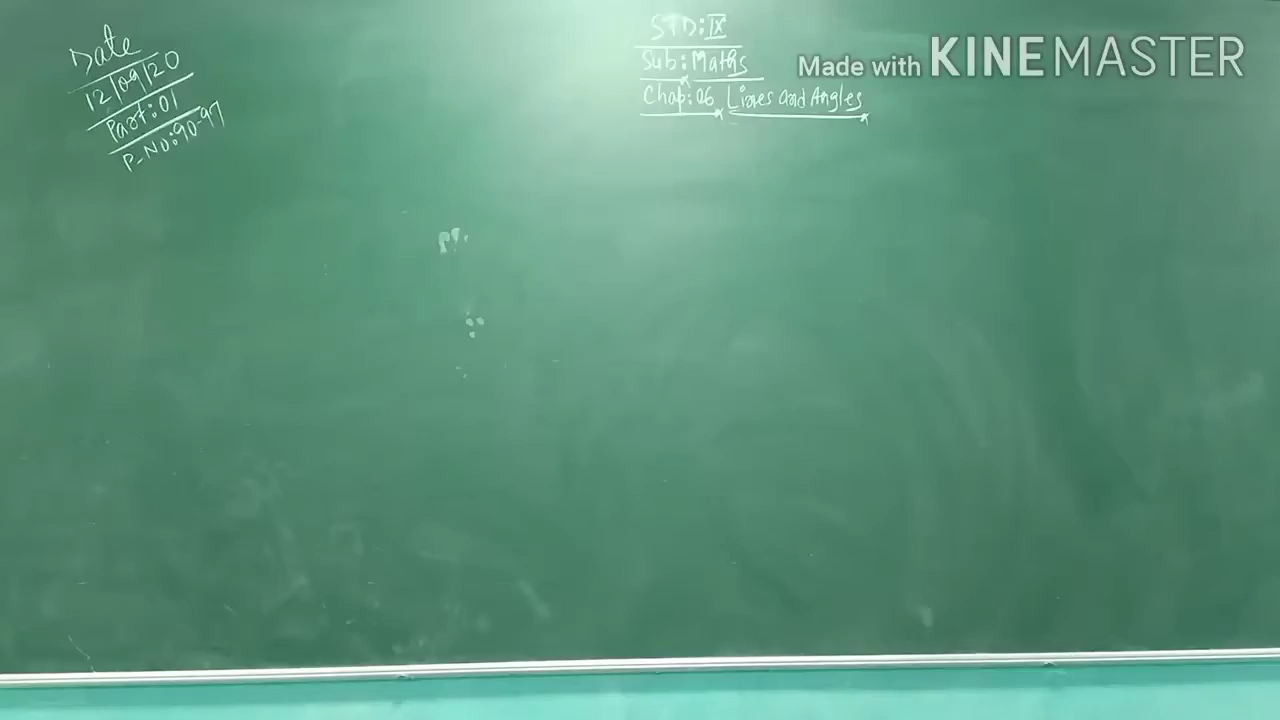 Date
12/09/20
Part:01
P-No:90-97
STD:IX
Sub:Maths
Chap:06 Lines and Angles
Made with KINEMASTER